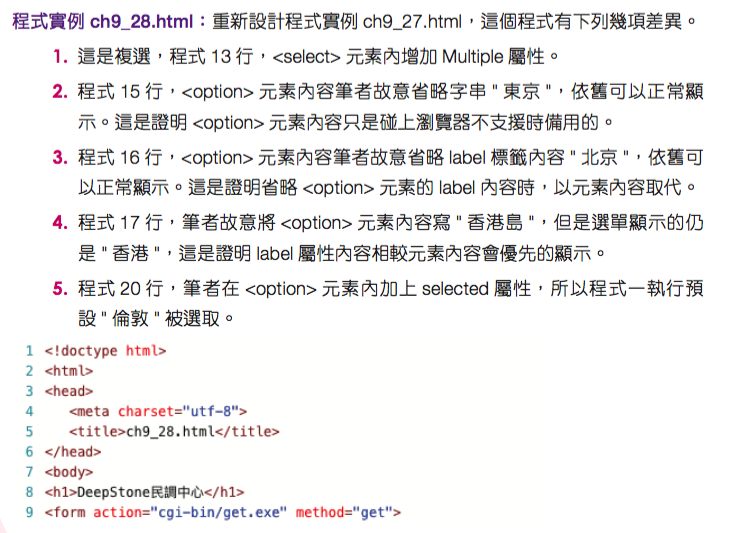 程式實例 ch9_28.html：重新設計程式實例 ch9_27.html，這個程式有下列幾項差異。
1. 這是複選，程式 13 行，<select> 元素內增加 Multiple 屬性。
2. 程式 15 行，<option> 元素內容筆者故意省略字串 " 東京 "，依舊可以正常顯
示。這是證明 <option> 元素內容只是碰上瀏覽器不支援時備用的。
3. 程式 16 行，<option> 元素內容筆者故意省略 label 標籤內容 " 北京 "，依舊可
以正常顯示。這是證明省略 <option> 元素的 label 內容時，以元素內容取代。
4. 程式 17 行，筆者故意將 <option> 元素內容寫 " 香港島 "，但是選單顯示的仍
是 " 香港 "，這是證明 label 屬性內容相較元素內容會優先的顯示。
5. 程式 20 行，筆者在 <option> 元素內加上 selected 屬性，所以程式一執行預
設 " 倫敦 " 被選取。
1 <!doctype html>
2 <html>
3 <head>
4    <meta charset="utf-8">
5    <title>ch9_28.html</title>
6 </head>
7 <body>
8 <h1>DeepStone民調中心</h1>
9 <form action="cgi-bin/get.exe" method="get">